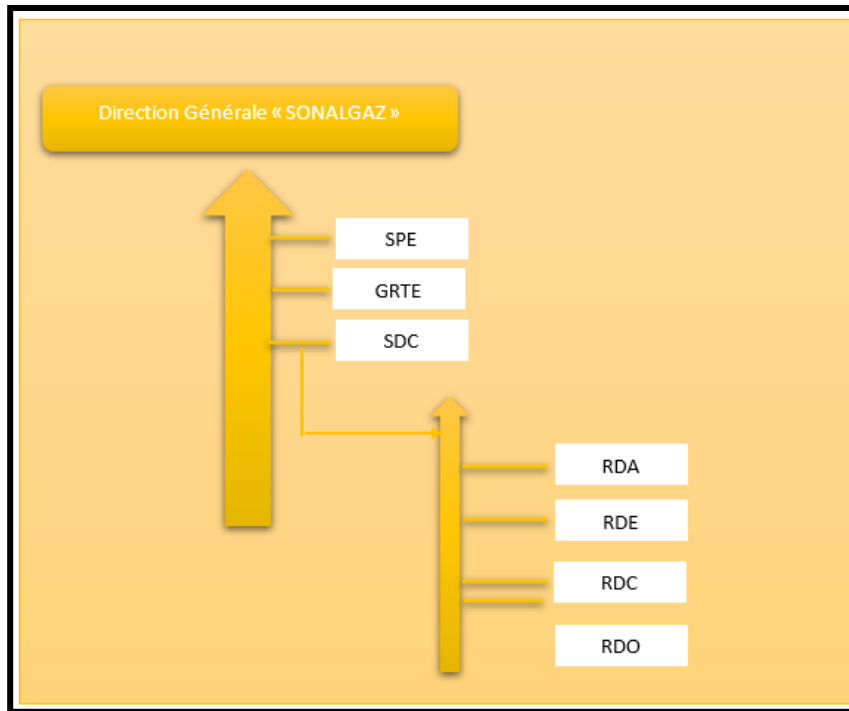 Direction Générale « SONALGAZ »
SPE
GRTE
SDC
RDA
RDE
RDC
RDO